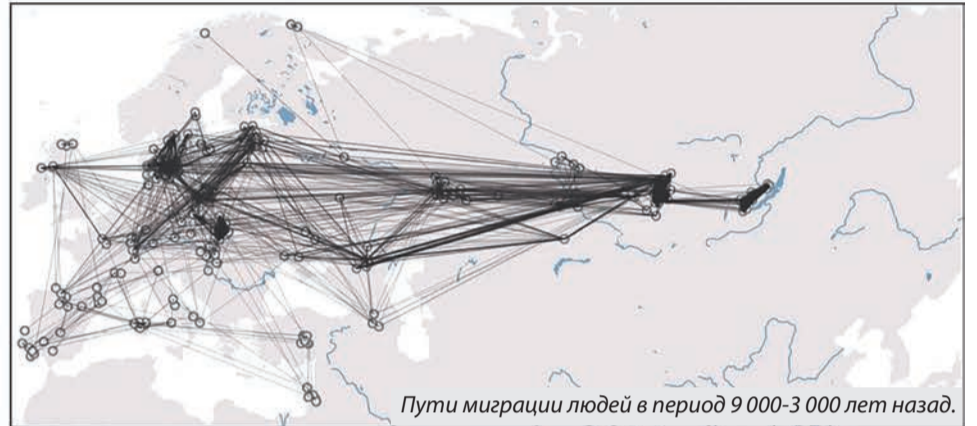 Пути миграции людей в период 9 000-3 000 лет назад.